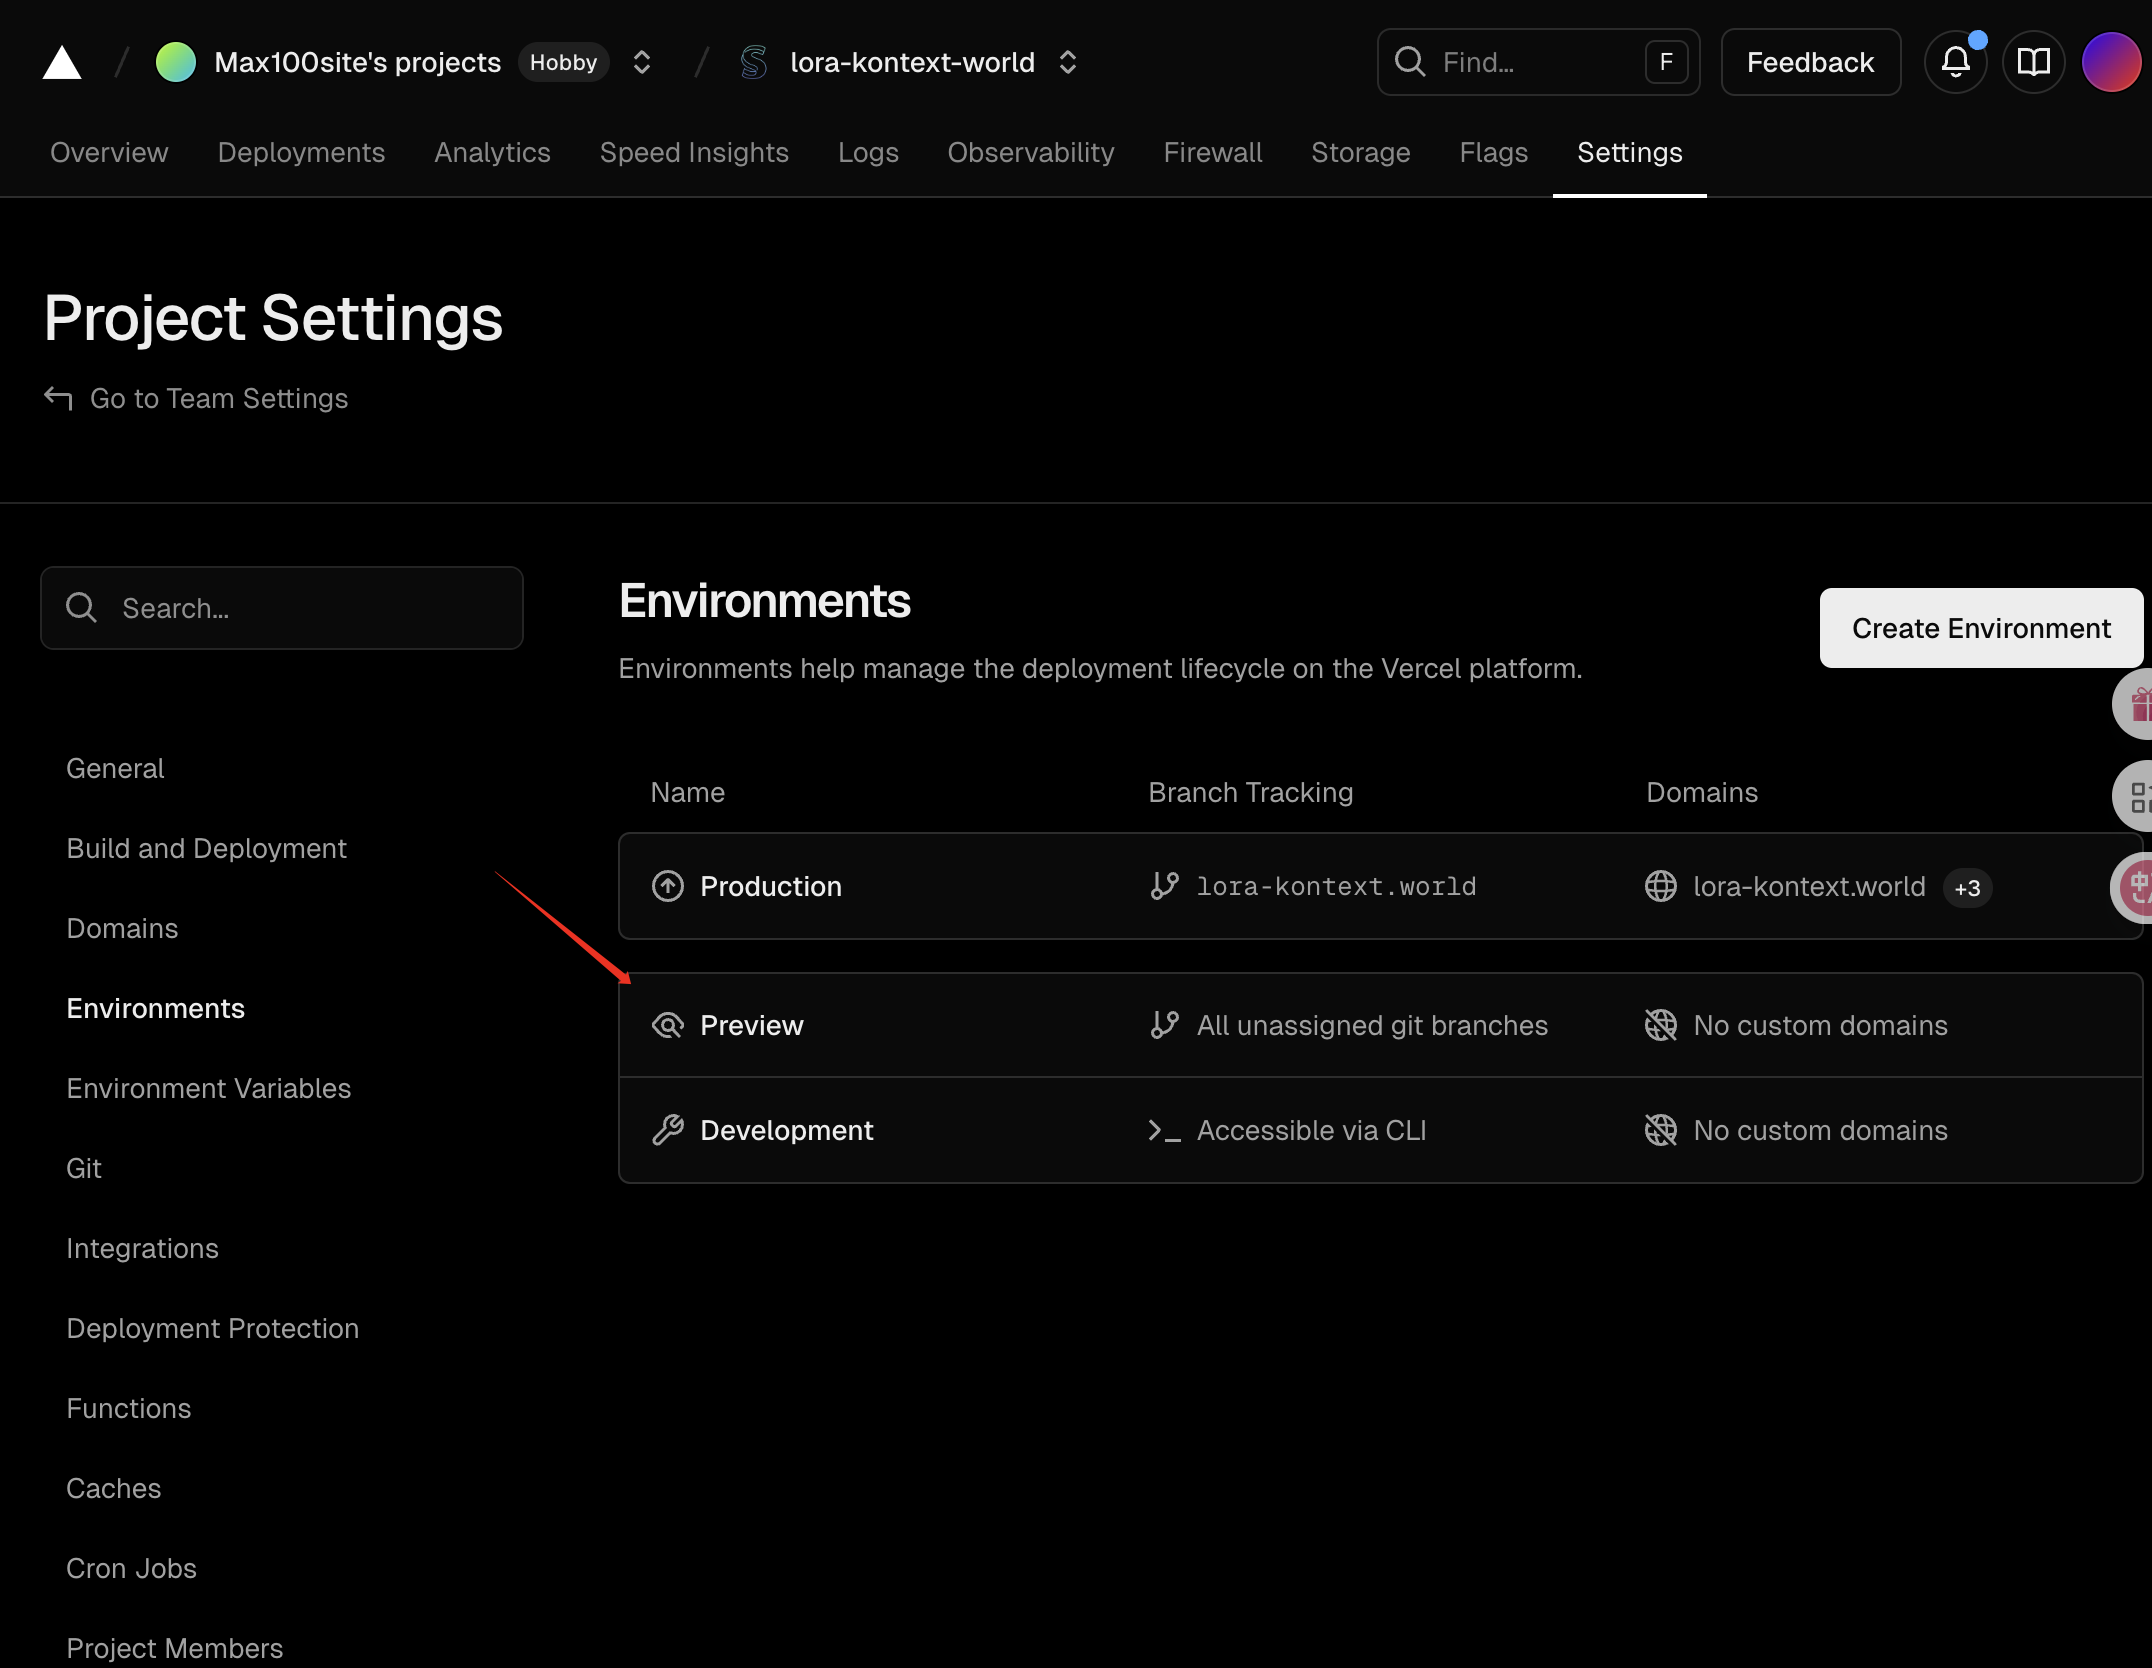 Max100site's projects Hobby lora-kontext-world Find... F Feedback
Overview Deployments Analytics Speed Insights Logs Observability Firewall Storage Flags Settings
Project Settings
Go to Team Settings
Search...
General
Build and Deployment
Domains
Environments
Environment Variables
Git
Integrations
Deployment Protection
Functions
Caches
Cron Jobs
Project Members
Environments
Environments help manage the deployment lifecycle on the Vercel platform.
Create Environment
Name Branch Tracking Domains
Production lora-kontext.world lora-kontext.world +3
Preview All unassigned git branches No custom domains
Development Accessible via CLI No custom domains